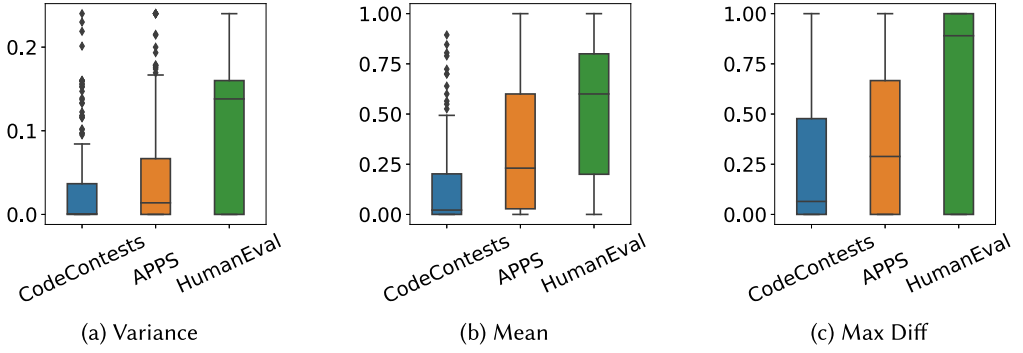 0.2
0.1
0.0
CodeContests
APPS
HumanEval
(a) Variance
1.00
0.75
0.50
0.25
0.00
CodeContests
APPS
HumanEval
(b) Mean
1.00
0.75
0.50
0.25
0.00
CodeContests
APPS
HumanEval
(c) Max Diff